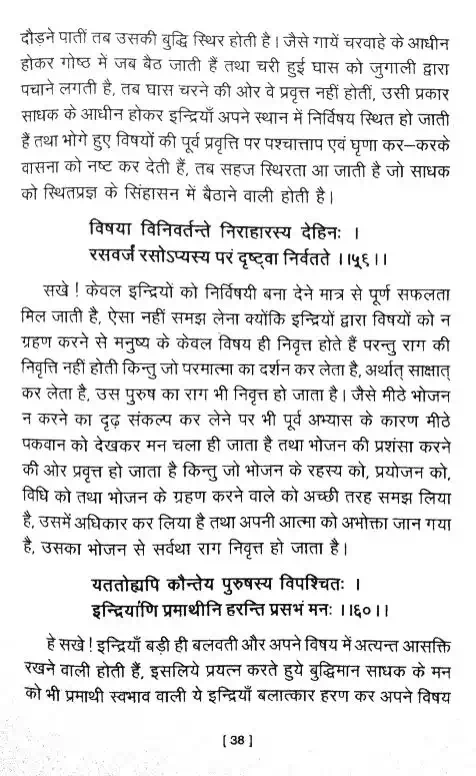 दौड़ने पातीं तब उसकी बुद्धि स्थिर होती है। जैसे गायें चरवाहे के आधीन
होकर गोष्ठ में जब बैठ जाती हैं तथा चरी हुई घास को जुगाली द्वारा
पचाने लगती है, तब घास चरने की ओर वे प्रवृत्त नहीं होतीं, उसी प्रकार
साधक के आधीन होकर इन्द्रियाँ अपने स्थान में निर्विषय स्थित हो जाती
हैं तथा भोगे हुए विषयों की पूर्व प्रवृत्ति पर पश्चात्ताप एवं घृणा कर–करके
वासना को नष्ट कर देती हैं, तब सहज स्थिरता आ जाती है जो साधक
को स्थितप्रज्ञ के सिंहासन में बैठाने वाली होती है।
विषया विनिवर्तन्ते निराहारस्य देहिनः ।
रसवर्जं रसोऽप्यस्य परं दृष्ट्वा निर्वतते ।।५९।।
सखे ! केवल इन्द्रियों को निर्विषयी बना देने मात्र से पूर्ण सफलता
मिल जाती है, ऐसा नहीं समझ लेना क्योंकि इन्द्रियों द्वारा विषयों को न
ग्रहण करने से मनुष्य के केवल विषय ही निवृत्त होते हैं परन्तु राग की
निवृत्ति नहीं होती किन्तु जो परमात्मा का दर्शन कर लेता है, अर्थात् साक्षात्
कर लेता है, उस पुरुष का राग भी निवृत्त हो जाता है। जैसे मीठे भोजन
न करने का दृढ़ संकल्प कर लेने पर भी पूर्व अभ्यास के कारण मीठे
पकवान को देखकर मन चला ही जाता है तथा भोजन की प्रशंसा करने
की ओर प्रवृत्त हो जाता है किन्तु जो भोजन के रहस्य को, प्रयोजन को,
विधि को तथा भोजन के ग्रहण करने वाले को अच्छी तरह समझ लिया
है, उसमें अधिकार कर लिया है तथा अपनी आत्मा को अभोक्ता जान गया
है, उसका भोजन से सर्वथा राग निवृत्त हो जाता है।
यततोह्यपि कौन्तेय पुरुषस्य विपश्चितः ।
इन्द्रियाणि प्रमाथीनि हरन्ति प्रसभं मनः ।।६०।।
हे सखे ! इन्द्रियाँ बड़ी ही बलवती और अपने विषय में अत्यन्त आसक्ति
रखने वाली होती हैं, इसलिये प्रयत्न करते हुये बुद्धिमान साधक के मन
को भी प्रमाथी स्वभाव वाली ये इन्द्रियाँ बलात्कार हरण कर अपने विषय
[ 38 ]